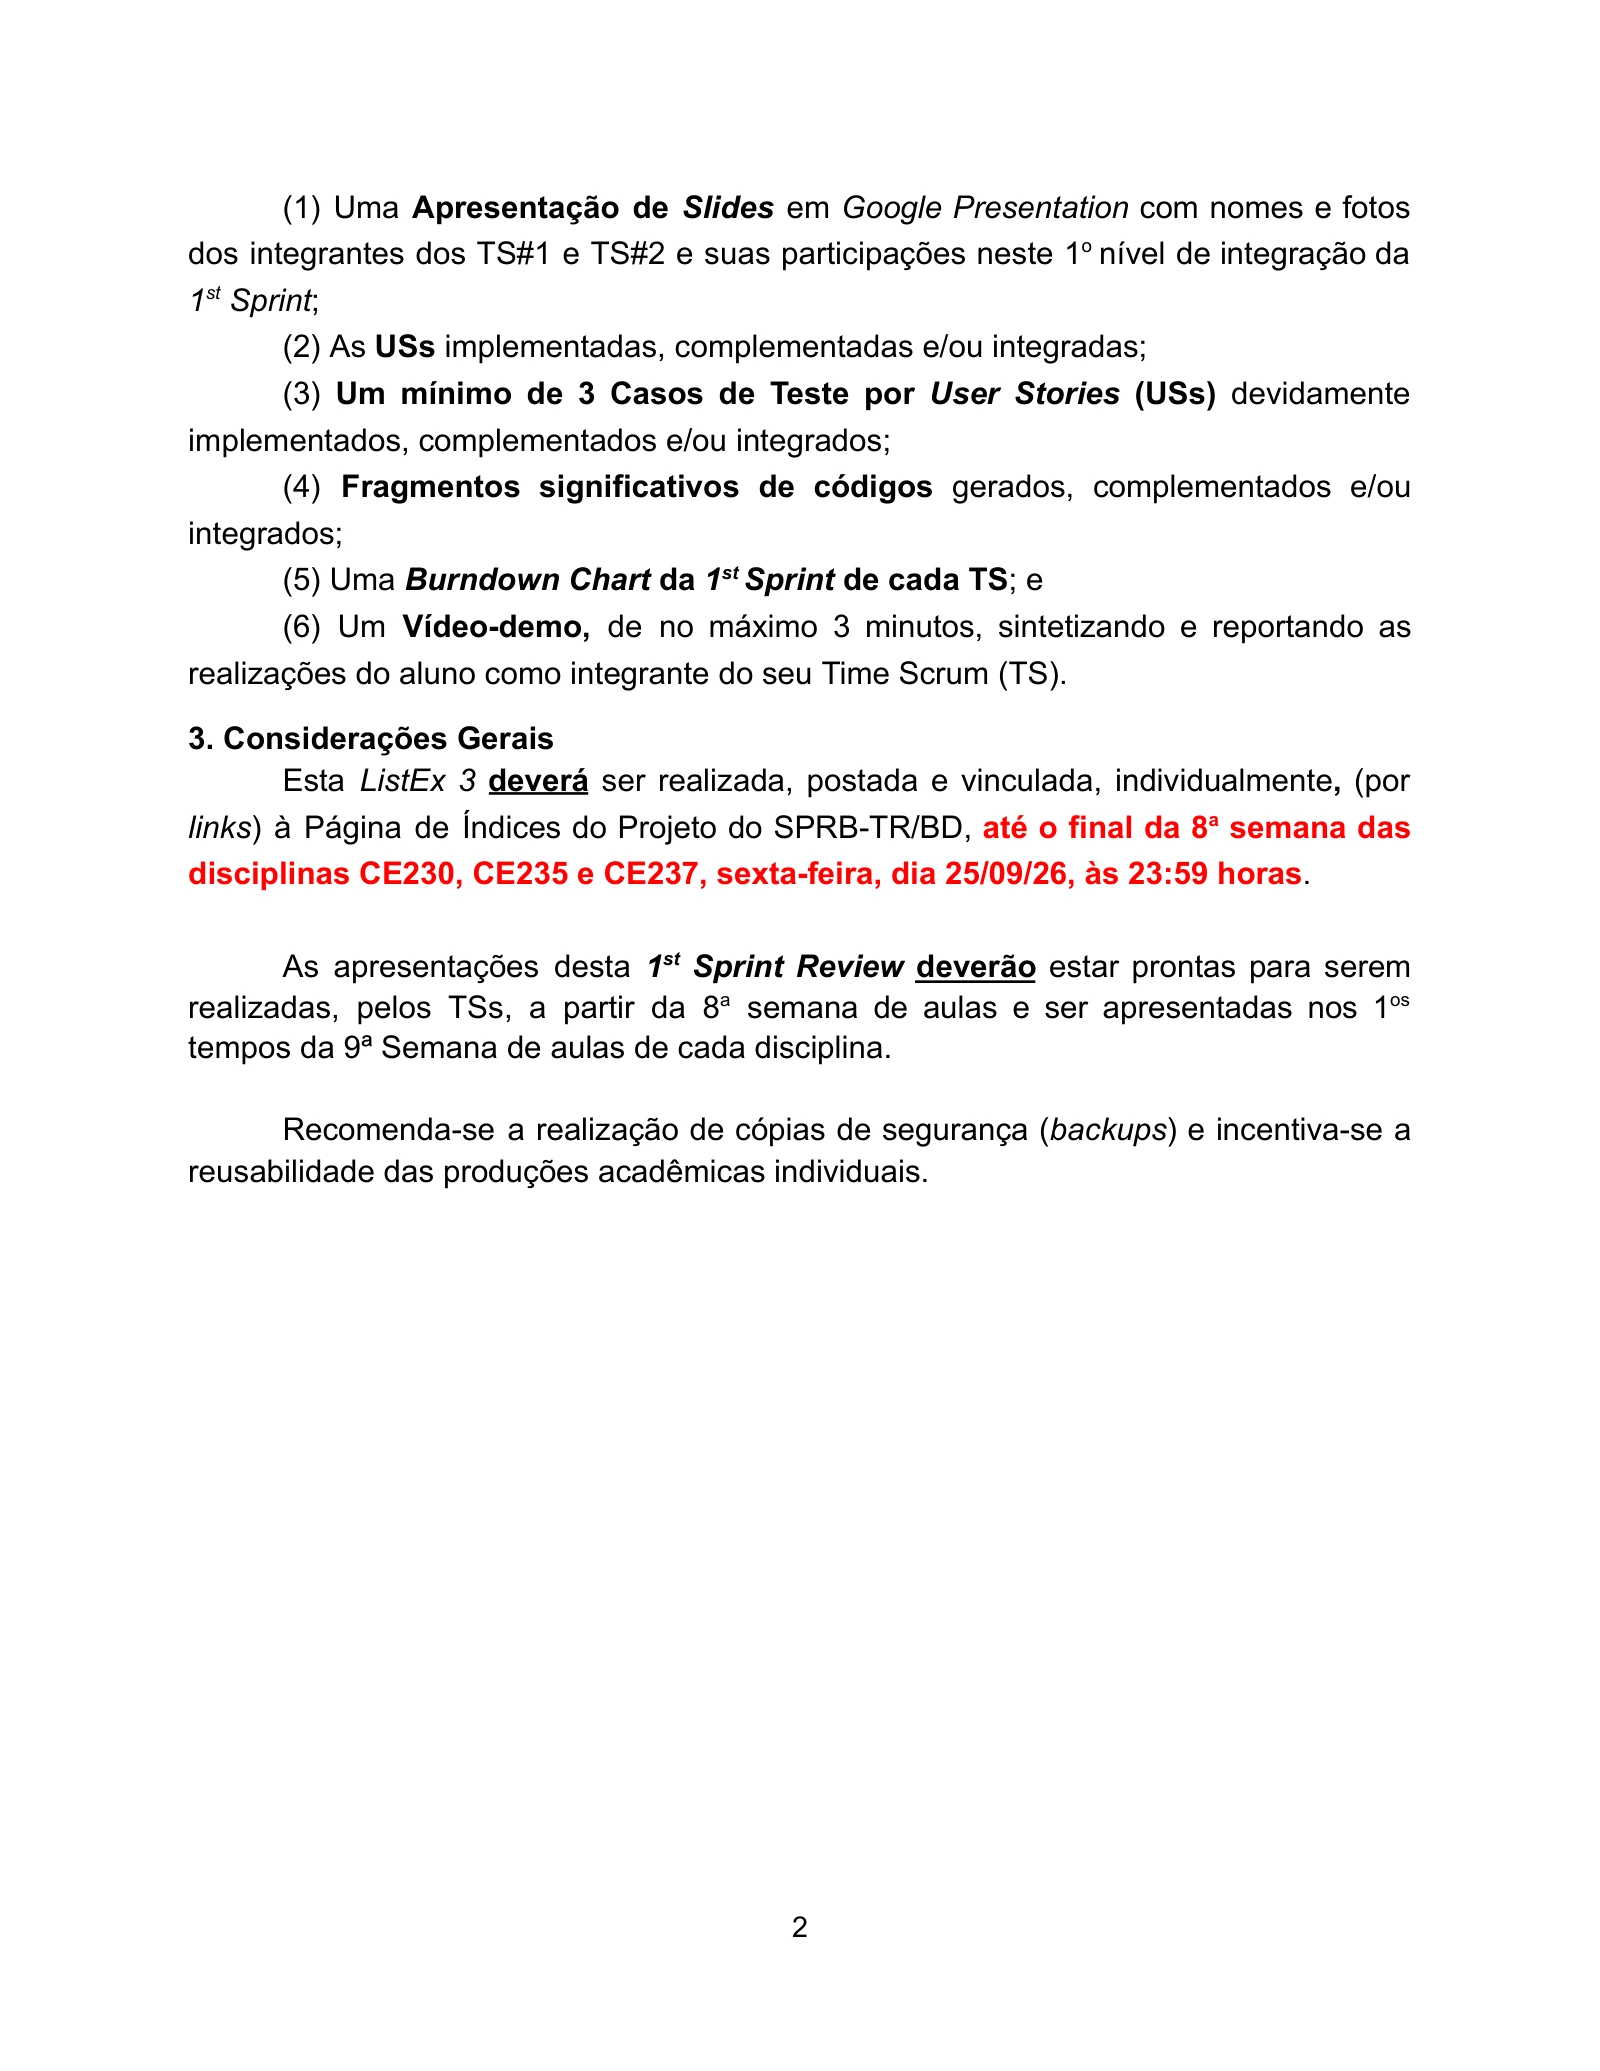 (1) Uma Apresentação de Slides em Google Presentation com nomes e fotos
dos integrantes dos TS#1 e TS#2 e suas participações neste 1º nível de integração da
1st Sprint;
(2) As USs implementadas, complementadas e/ou integradas;
(3) Um mínimo de 3 Casos de Teste por User Stories (USs) devidamente
implementados, complementados e/ou integrados;
(4) Fragmentos significativos de códigos gerados, complementados e/ou
integrados;
(5) Uma Burndown Chart da 1st Sprint de cada TS; e
(6) Um Vídeo-demo, de no máximo 3 minutos, sintetizando e reportando as
realizações do aluno como integrante do seu Time Scrum (TS).
3. Considerações Gerais
Esta ListEx 3 deverá ser realizada, postada e vinculada, individualmente, (por
links) à Página de Índices do Projeto do SPRB-TR/BD, até o final da 8ª semana das
disciplinas CE230, CE235 e CE237, sexta-feira, dia 25/09/26, às 23:59 horas.
As apresentações desta 1st Sprint Review deverão estar prontas para serem
realizadas, pelos TSs, a partir da 8ª semana de aulas e ser apresentadas nos 1os
tempos da 9ª Semana de aulas de cada disciplina.
Recomenda-se a realização de cópias de segurança (backups) e incentiva-se a
reusabilidade das produções acadêmicas individuais.
2